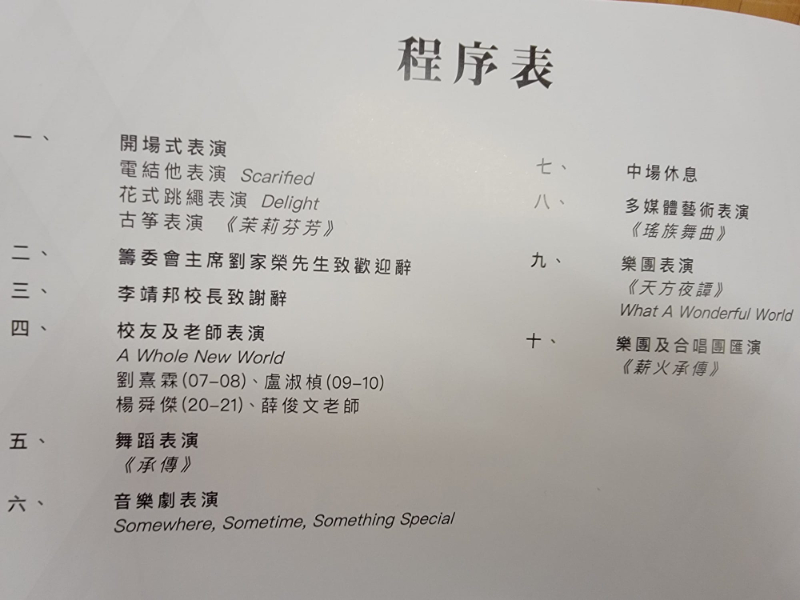 程序表
一、 開場式表演
電結他表演 Scarified
花式跳繩表演 Delight
古筝表演 《茉莉芬芳》
二、 籌委會主席劉家榮先生致歡迎辭
三、 李靖邦校長致謝辭
四、 校友及老師表演
A Whole New World
劉熹霖(07–08)、盧淑楨(09–10)
楊舜傑(20–21)、薛俊文老師
五、 舞蹈表演
《承傳》
六、 音樂劇表演
Somewhere, Sometime, Something Special
七、 中場休息
八、 多媒體藝術表演
《瑤族舞曲》
九、 樂團表演
《天方夜譚》
What A Wonderful World
十、 樂團及合唱團匯演
《薪火承傳》